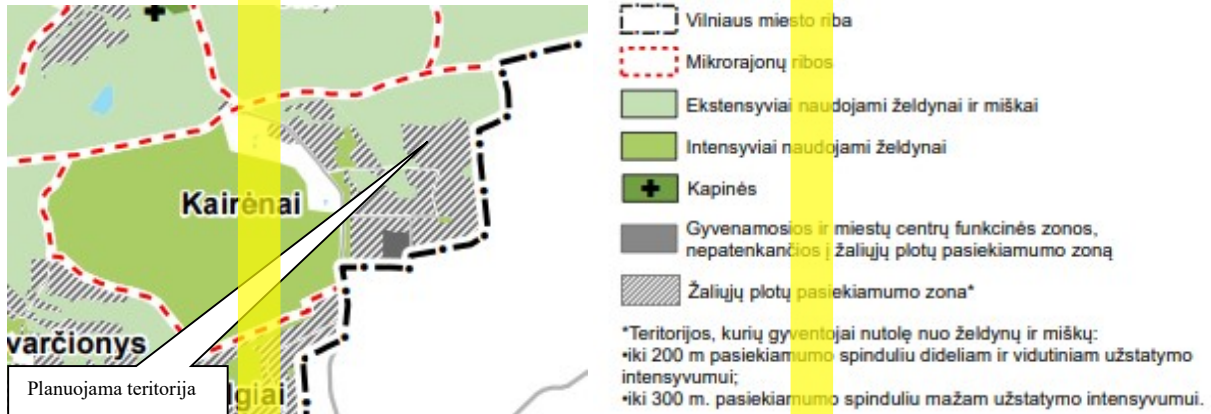 Kairėnai
varčionys
lgiai
Planuojama teritorija
Vilniaus miesto riba
Mikrorajonų ribos
Ekstensyviai naudojami želdynai ir miškai
Intensyviai naudojami želdynai
Kapinės
Gyvenamosios ir miestų centrų funkcinės zonos,
nepatenkančios į žaliųjų plotų pasiekiamumo zoną
Žaliųjų plotų pasiekiamumo zona*
*Teritorijos, kurių gyventojai nutolę nuo želdynų ir miškų:
•iki 200 m pasiekiamumo spinduliu dideliam ir vidutiniam užstatymo
intensyvumui;
•iki 300 m. pasiekiamumo spinduliu mažam užstatymo intensyvumui.